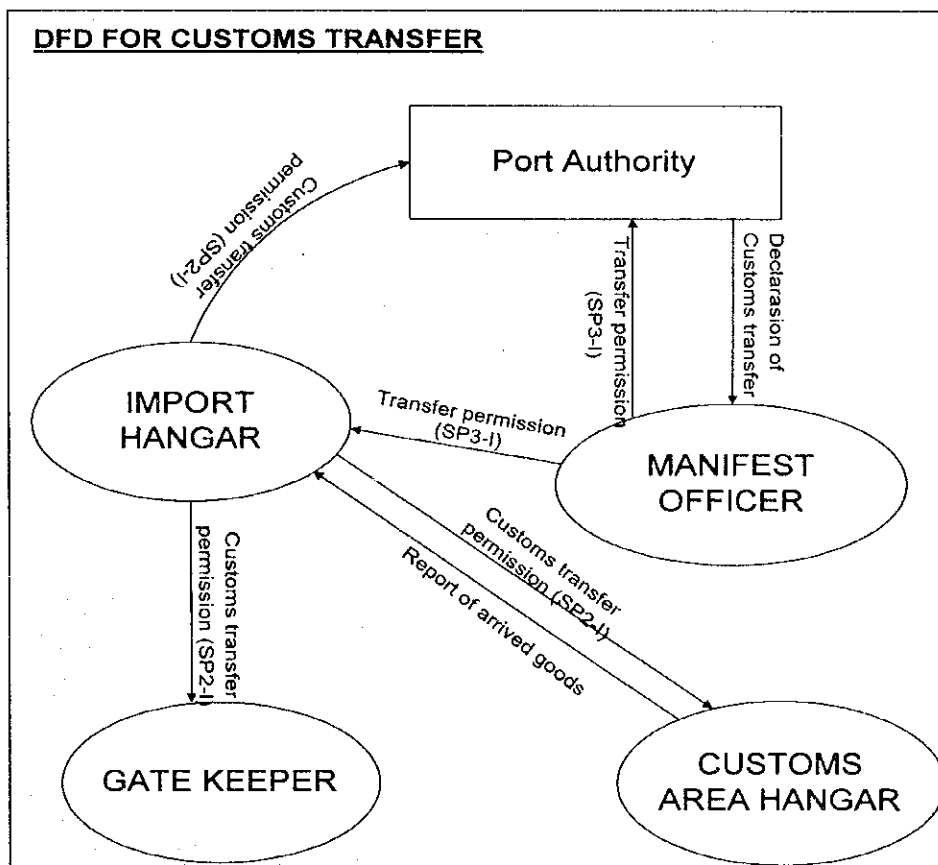 DFD FOR CUSTOMS TRANSFER
Port Authority
Customs transfer
permission (SP2-I)
Transfer permission
(SP3-I)
Declarasion of
Customs transfer
IMPORT
HANGAR
Transfer permission
(SP3-I)
MANIFEST
OFFICER
Customs transfer
permission (SP2-I)
Customs transfer
permission (SP2-I)
Report of arrived goods
GATE KEEPER
CUSTOMS
AREA HANGAR